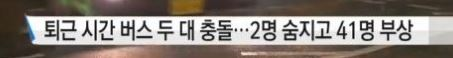 퇴근 시간 버스 두 대 충돌…2명 숨지고 41명 부상